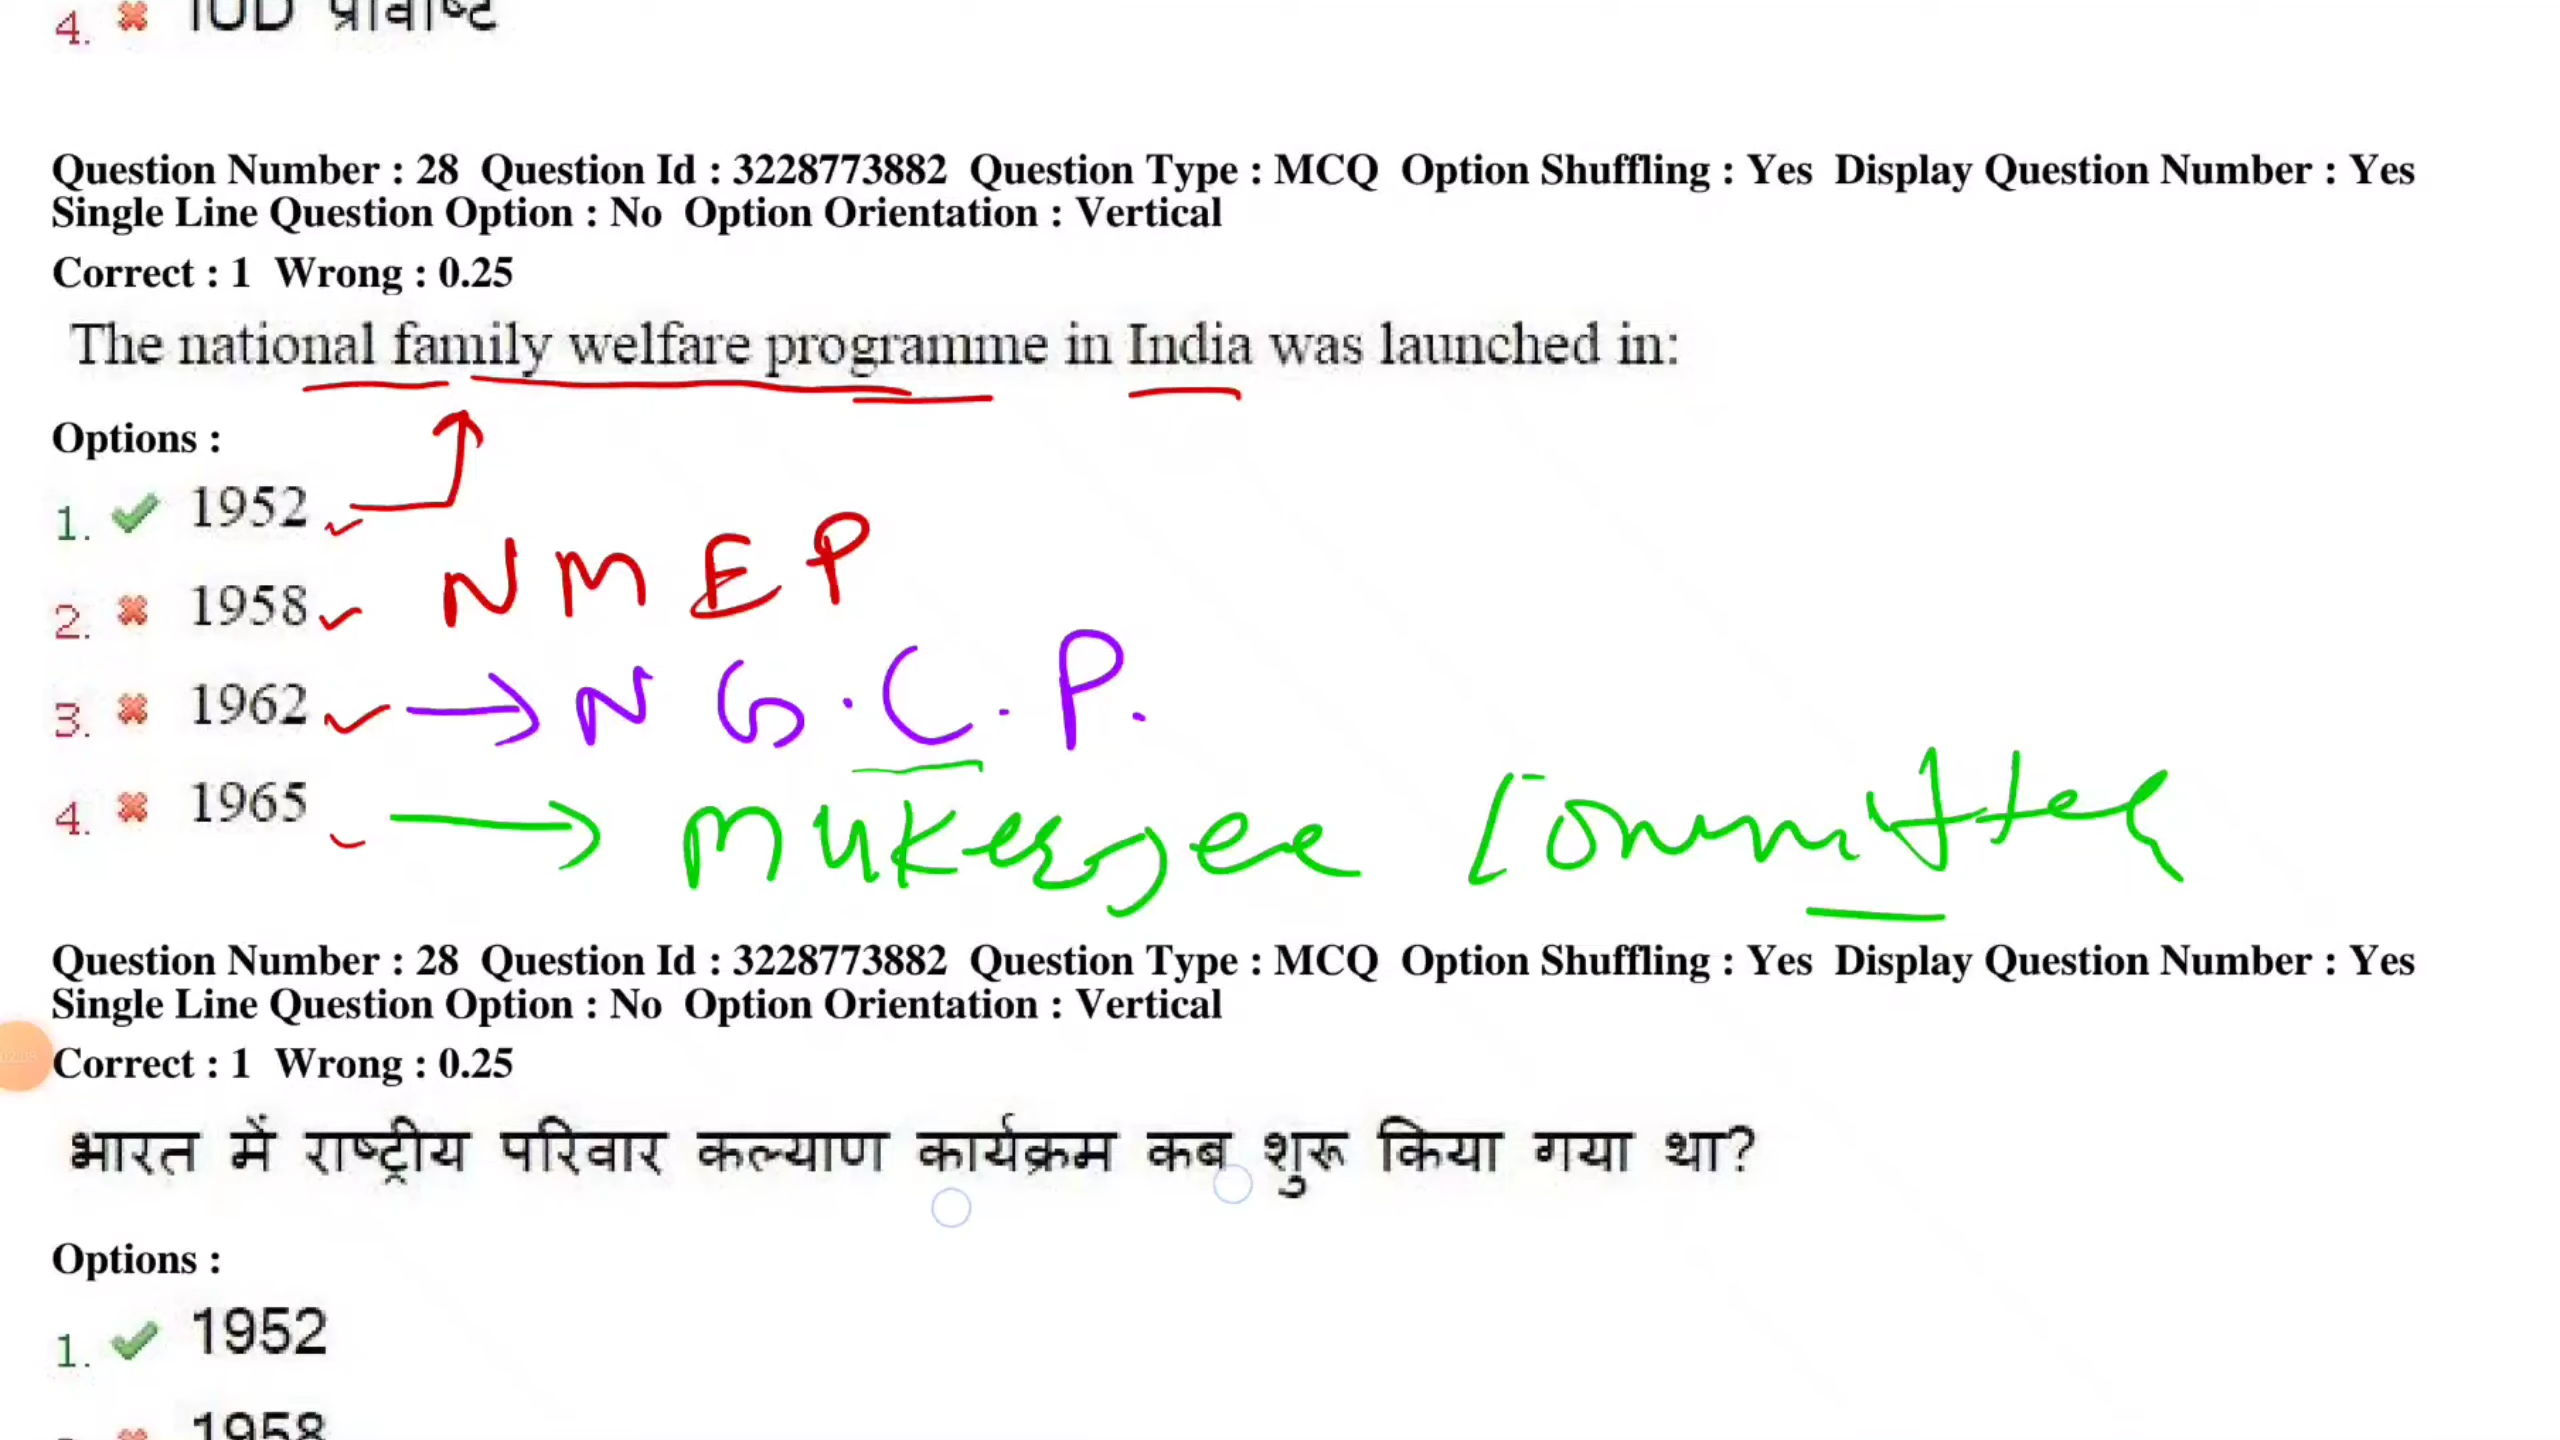 4. IUD प्रविष्टि
Question Number : 28 Question Id : 3228773882 Question Type : MCQ Option Shuffling : Yes Display Question Number : Yes
Single Line Question Option : No Option Orientation : Vertical
Correct : 1 Wrong : 0.25
The national family welfare programme in India was launched in:
Options :
1. 1952
2. 1958 NMEP
3. 1962 → N G.C.P.
4. 1965 → Mukerjee Committee
Question Number : 28 Question Id : 3228773882 Question Type : MCQ Option Shuffling : Yes Display Question Number : Yes
Single Line Question Option : No Option Orientation : Vertical
Correct : 1 Wrong : 0.25
भारत में राष्ट्रीय परिवार कल्याण कार्यक्रम कब शुरू किया गया था?
Options :
1. 1952
1958